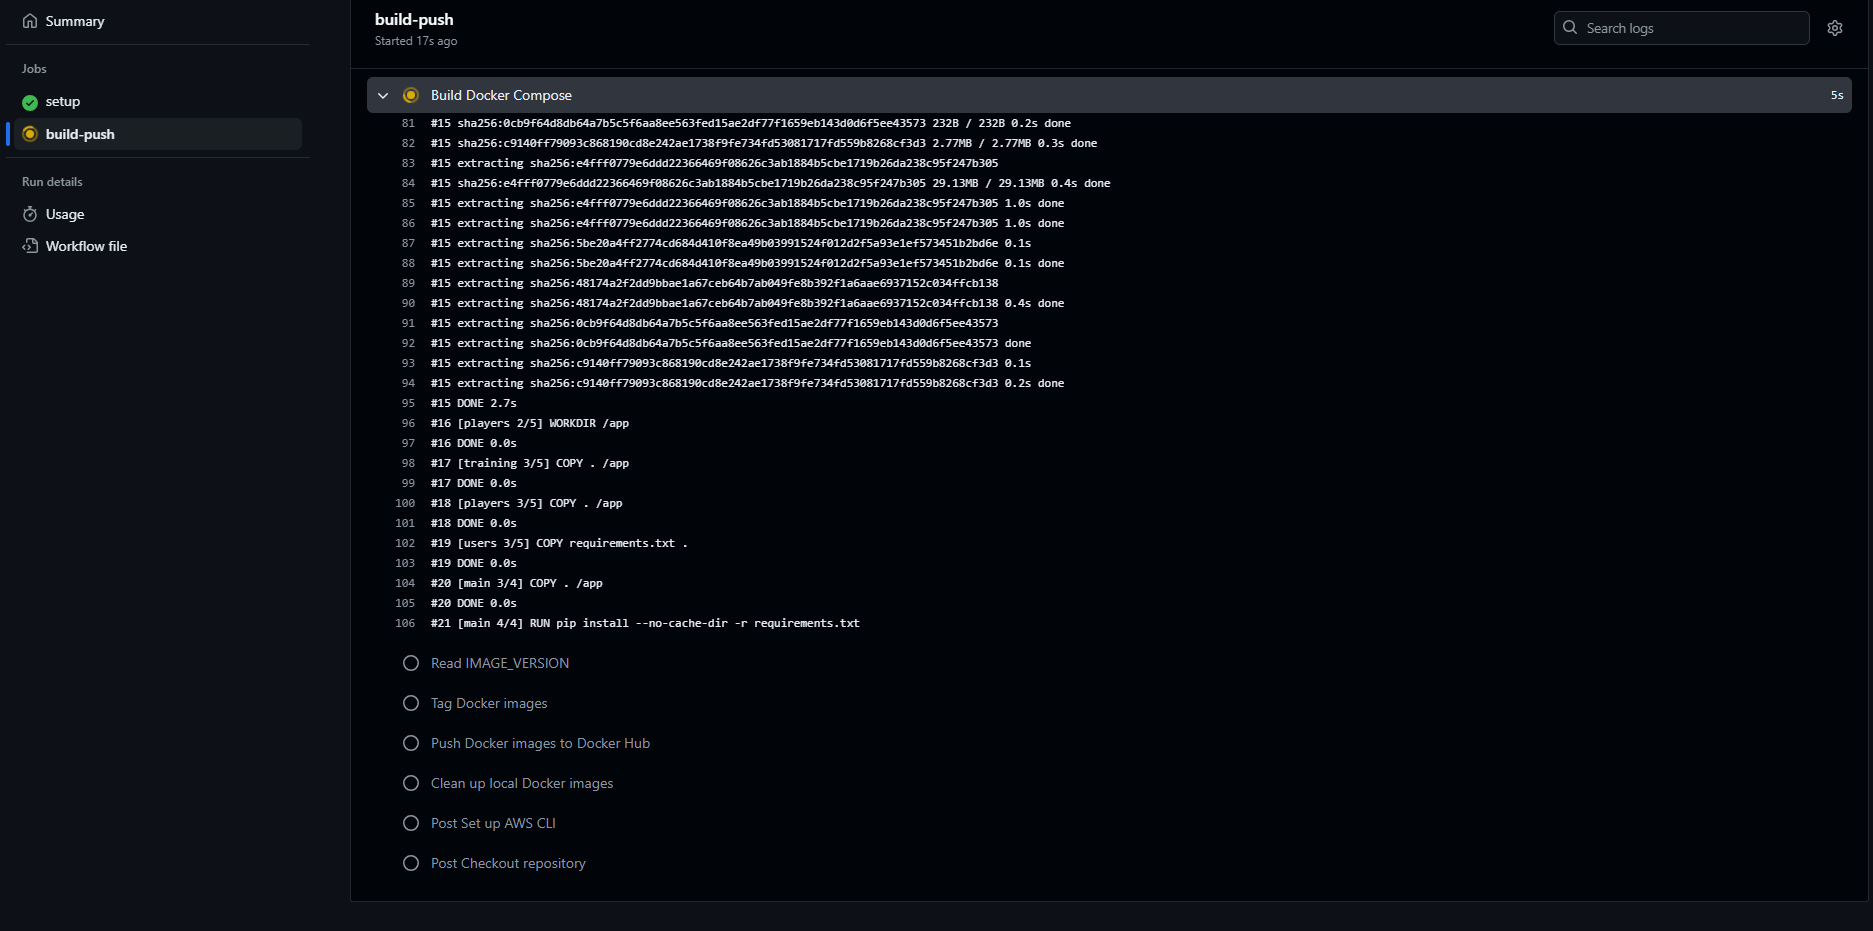 Summary
Jobs
setup
build-push
Run details
Usage
Workflow file
build-push
Started 17s ago
Search logs
Build Docker Compose 5s
81 #15 sha256:0cb9f64d8db64a7b5c5f6aa8ee563fed15ae2df77f1659eb143d0d6f5ee43573 232B / 232B 0.2s done
82 #15 sha256:c9140ff79093c868190cd8e242ae1738f9fe734fd53081717fd559b8268cf3d3 2.77MB / 2.77MB 0.3s done
83 #15 extracting sha256:e4fff0779e6ddd22366469f08626c3ab1884b5cbe1719b26da238c95f247b305
84 #15 sha256:e4fff0779e6ddd22366469f08626c3ab1884b5cbe1719b26da238c95f247b305 29.13MB / 29.13MB 0.4s done
85 #15 extracting sha256:e4fff0779e6ddd22366469f08626c3ab1884b5cbe1719b26da238c95f247b305 1.0s done
86 #15 extracting sha256:e4fff0779e6ddd22366469f08626c3ab1884b5cbe1719b26da238c95f247b305 1.0s done
87 #15 extracting sha256:5be20a4ff2774cd684d410f8ea49b03991524f012d2f5a93e1ef573451b2bd6e 0.1s
88 #15 extracting sha256:5be20a4ff2774cd684d410f8ea49b03991524f012d2f5a93e1ef573451b2bd6e 0.1s done
89 #15 extracting sha256:48174a2f2dd9bbae1a67ceb64b7ab049fe8b392f1a6aae6937152c034ffcb138
90 #15 extracting sha256:48174a2f2dd9bbae1a67ceb64b7ab049fe8b392f1a6aae6937152c034ffcb138 0.4s done
91 #15 extracting sha256:0cb9f64d8db64a7b5c5f6aa8ee563fed15ae2df77f1659eb143d0d6f5ee43573
92 #15 extracting sha256:0cb9f64d8db64a7b5c5f6aa8ee563fed15ae2df77f1659eb143d0d6f5ee43573 done
93 #15 extracting sha256:c9140ff79093c868190cd8e242ae1738f9fe734fd53081717fd559b8268cf3d3 0.1s
94 #15 extracting sha256:c9140ff79093c868190cd8e242ae1738f9fe734fd53081717fd559b8268cf3d3 0.2s done
95 #15 DONE 2.7s
96 #16 [players 2/5] WORKDIR /app
97 #16 DONE 0.0s
98 #17 [training 3/5] COPY . /app
99 #17 DONE 0.0s
100 #18 [players 3/5] COPY . /app
101 #18 DONE 0.0s
102 #19 [users 3/5] COPY requirements.txt .
103 #19 DONE 0.0s
104 #20 [main 3/4] COPY . /app
105 #20 DONE 0.0s
106 #21 [main 4/4] RUN pip install --no-cache-dir -r requirements.txt
Read IMAGE_VERSION
Tag Docker images
Push Docker images to Docker Hub
Clean up local Docker images
Post Set up AWS CLI
Post Checkout repository